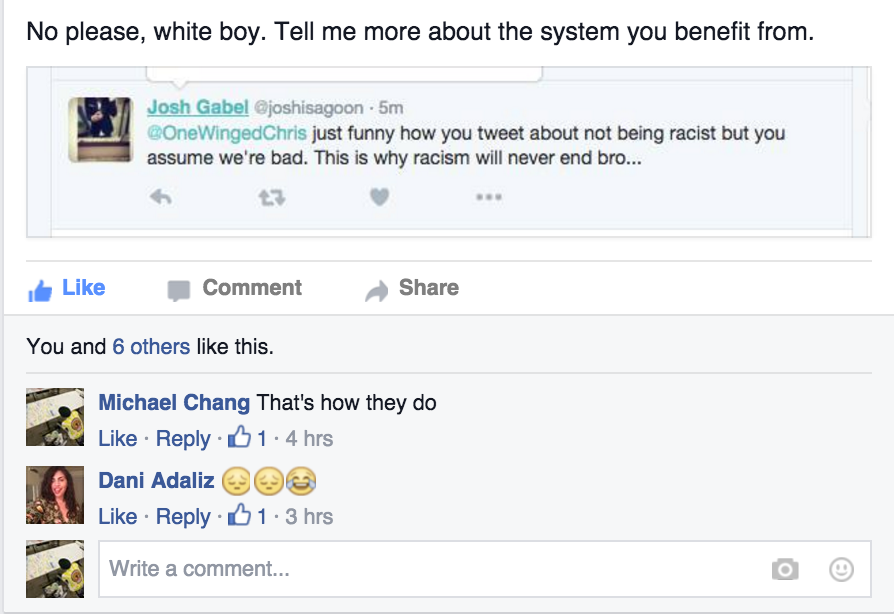 No please, white boy. Tell me more about the system you benefit from.
Josh Gabel @joshisagoon · 5m
@OneWingedChris just funny how you tweet about not being racist but you
assume we're bad. This is why racism will never end bro...
Like Comment Share
You and 6 others like this.
Michael Chang That's how they do
Like · Reply · 1 · 4 hrs
Dani Adaliz 😔😔😂
Like · Reply · 1 · 3 hrs
Write a comment...